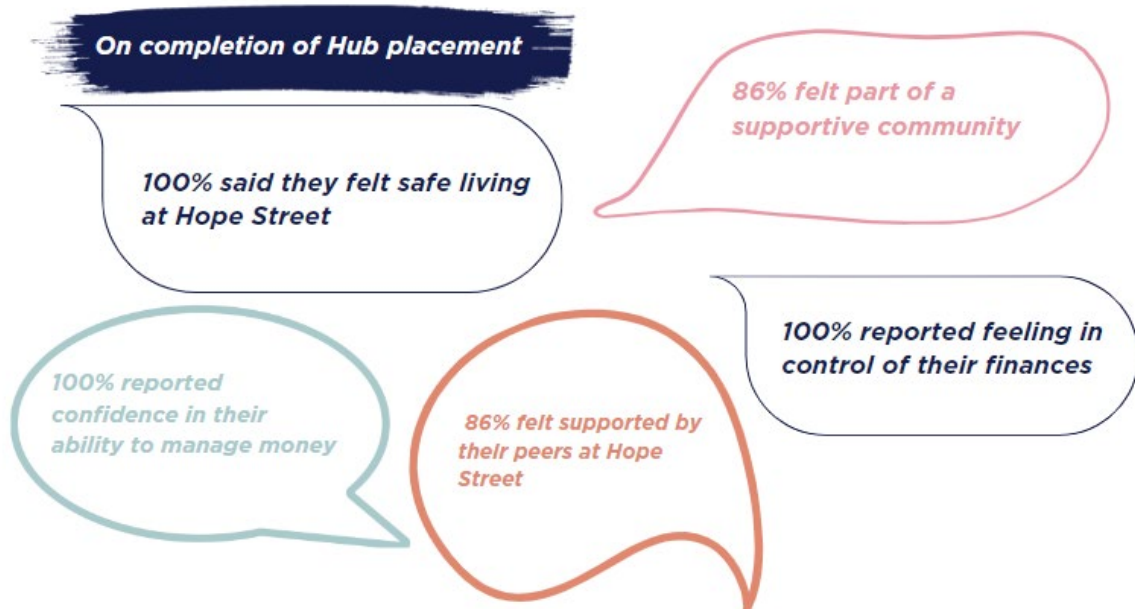 On completion of Hub placement
86% felt part of a
supportive community
100% said they felt safe living
at Hope Street
100% reported feeling in
control of their finances
100% reported
confidence in their
ability to manage money
86% felt supported by
their peers at Hope
Street